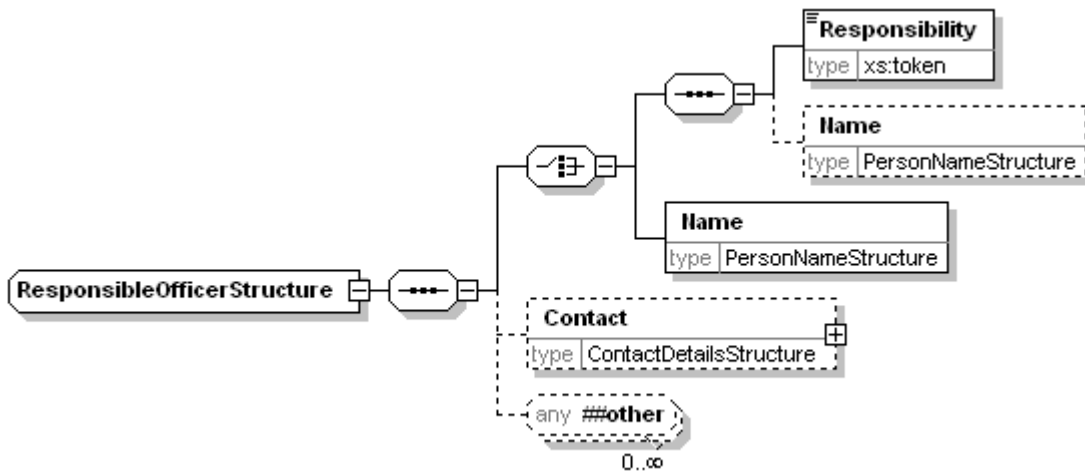 Responsibility
type xs:token
Name
type PersonNameStructure
Name
type PersonNameStructure
ResponsibleOfficerStructure
Contact
type ContactDetailsStructure
any ##other
0..∞